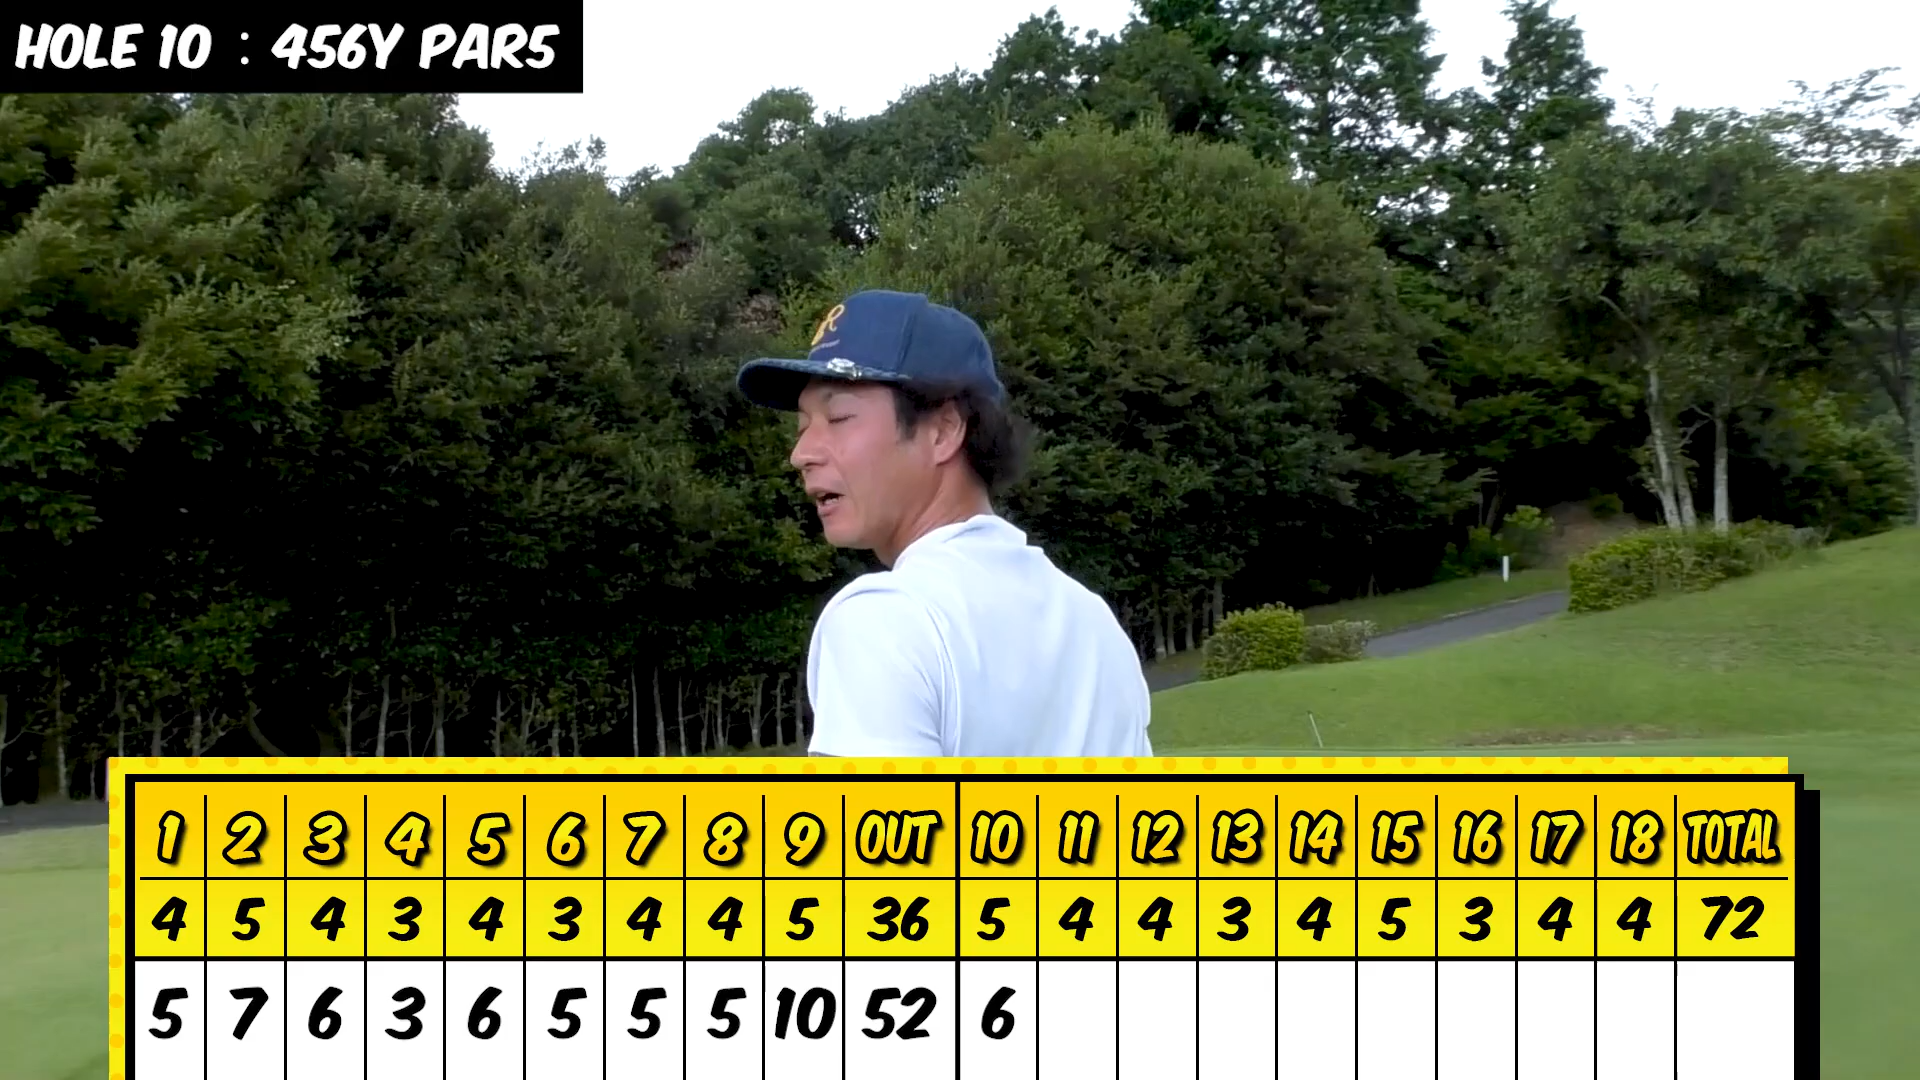 HOLE 10 : 456Y PAR5
R
1 2 3 4 5 6 7 8 9 OUT 10 11 12 13 14 15 16 17 18 TOTAL
4 5 4 3 4 3 4 4 5 36 5 4 4 3 4 5 3 4 4 72
5 7 6 3 6 5 5 5 10 52 6